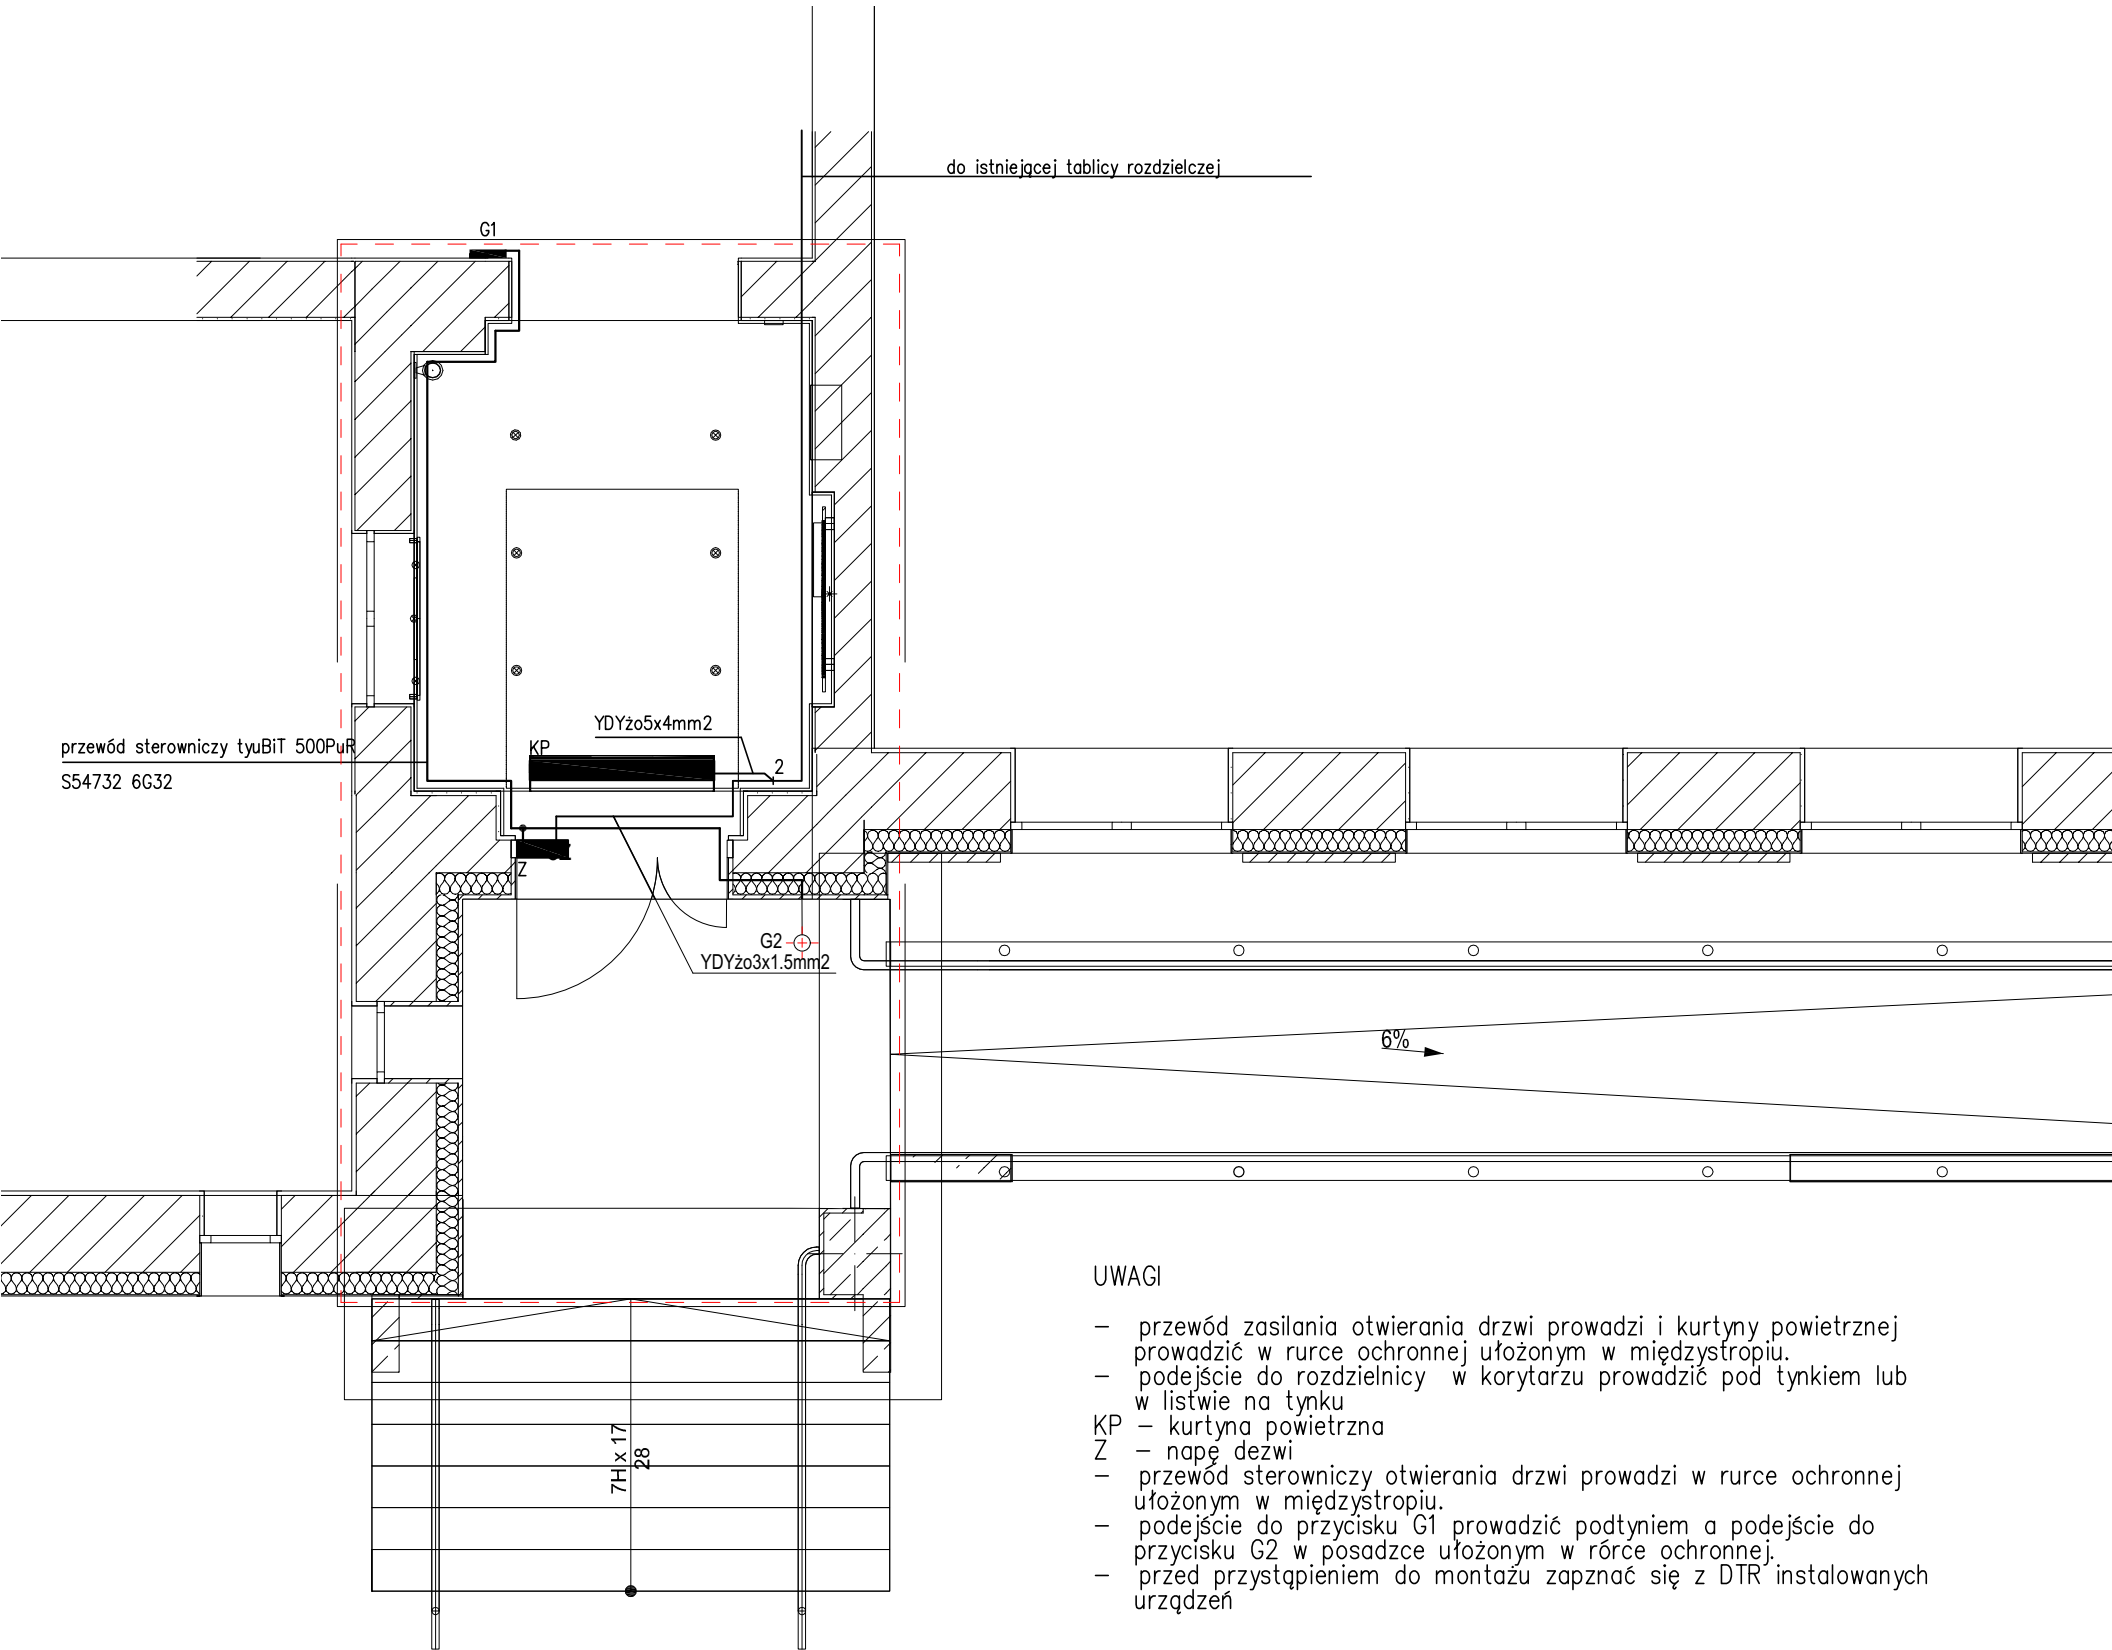 do istniejącej tablicy rozdzielczej
G1
YDYżo5x4mm2
przewód sterowniczy tyuBiT 500PuR
S54732 6G32
KP
2
Z
G2
YDYżo3x1.5mm2
6%
7H x 17
28
UWAGI
– przewód zasilania otwierania drzwi prowadzi i kurtyny powietrznej
prowadzić w rurce ochronnej ułożonym w międzystropiu.
– podejście do rozdzielnicy w korytarzu prowadzić pod tynkiem lub
w listwie na tynku
KP – kurtyna powietrzna
Z – napę dezwi
– przewód sterowniczy otwierania drzwi prowadzi w rurce ochronnej
ułożonym w międzystropiu.
– podejście do przycisku G1 prowadzić podtyniem a podejście do
przycisku G2 w posadzce ułożonym w rórce ochronnej.
– przed przystąpieniem do montażu zapznać się z DTR instalowanych
urządzeń